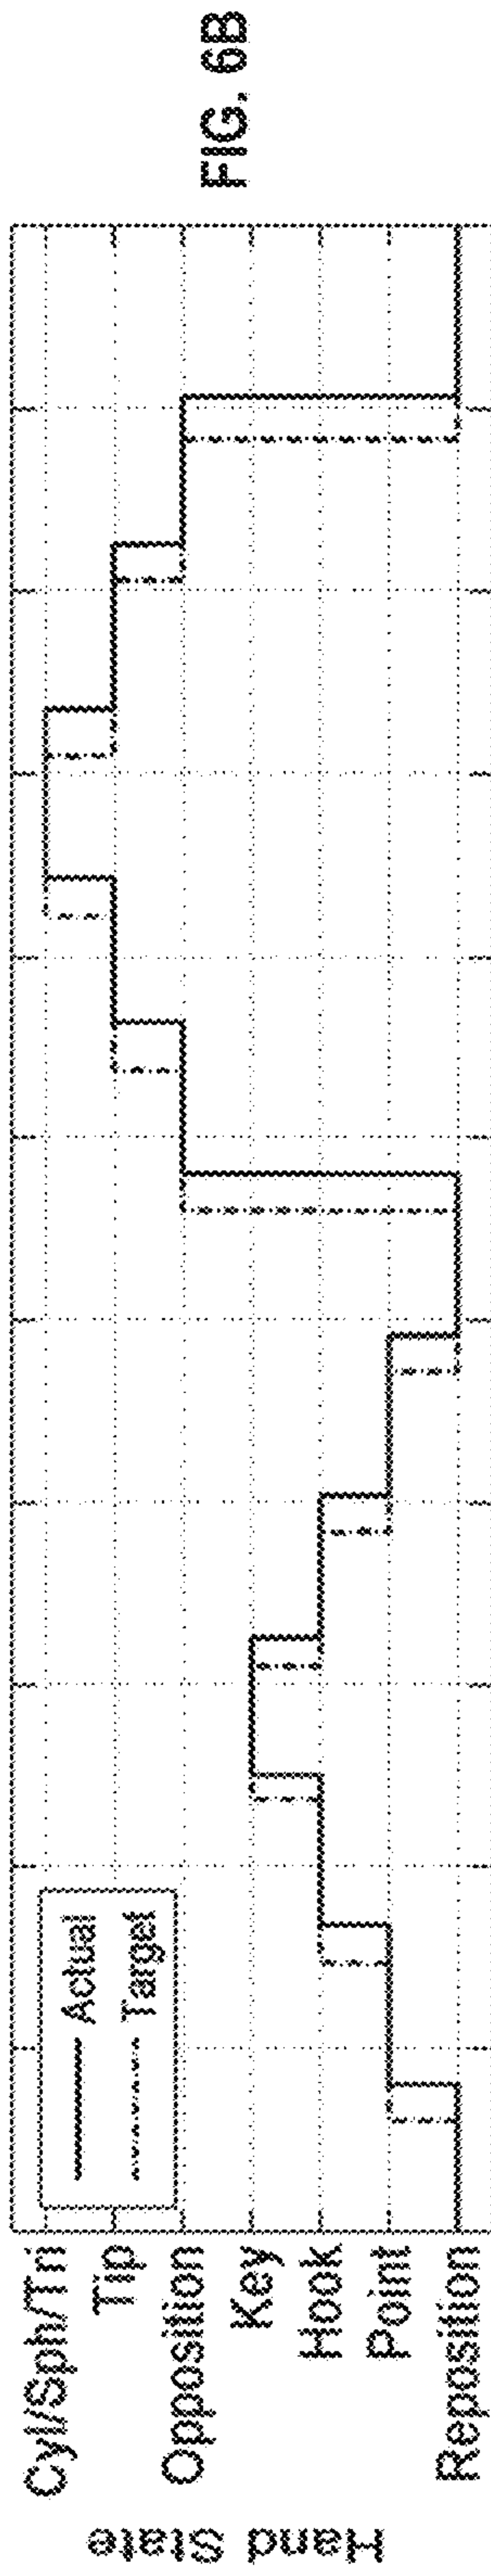 FIG. 6B
Actual
Target
Cyl/Sph/Tri
Tip
Opposition
Key
Hook
Point
Reposition
Hand State